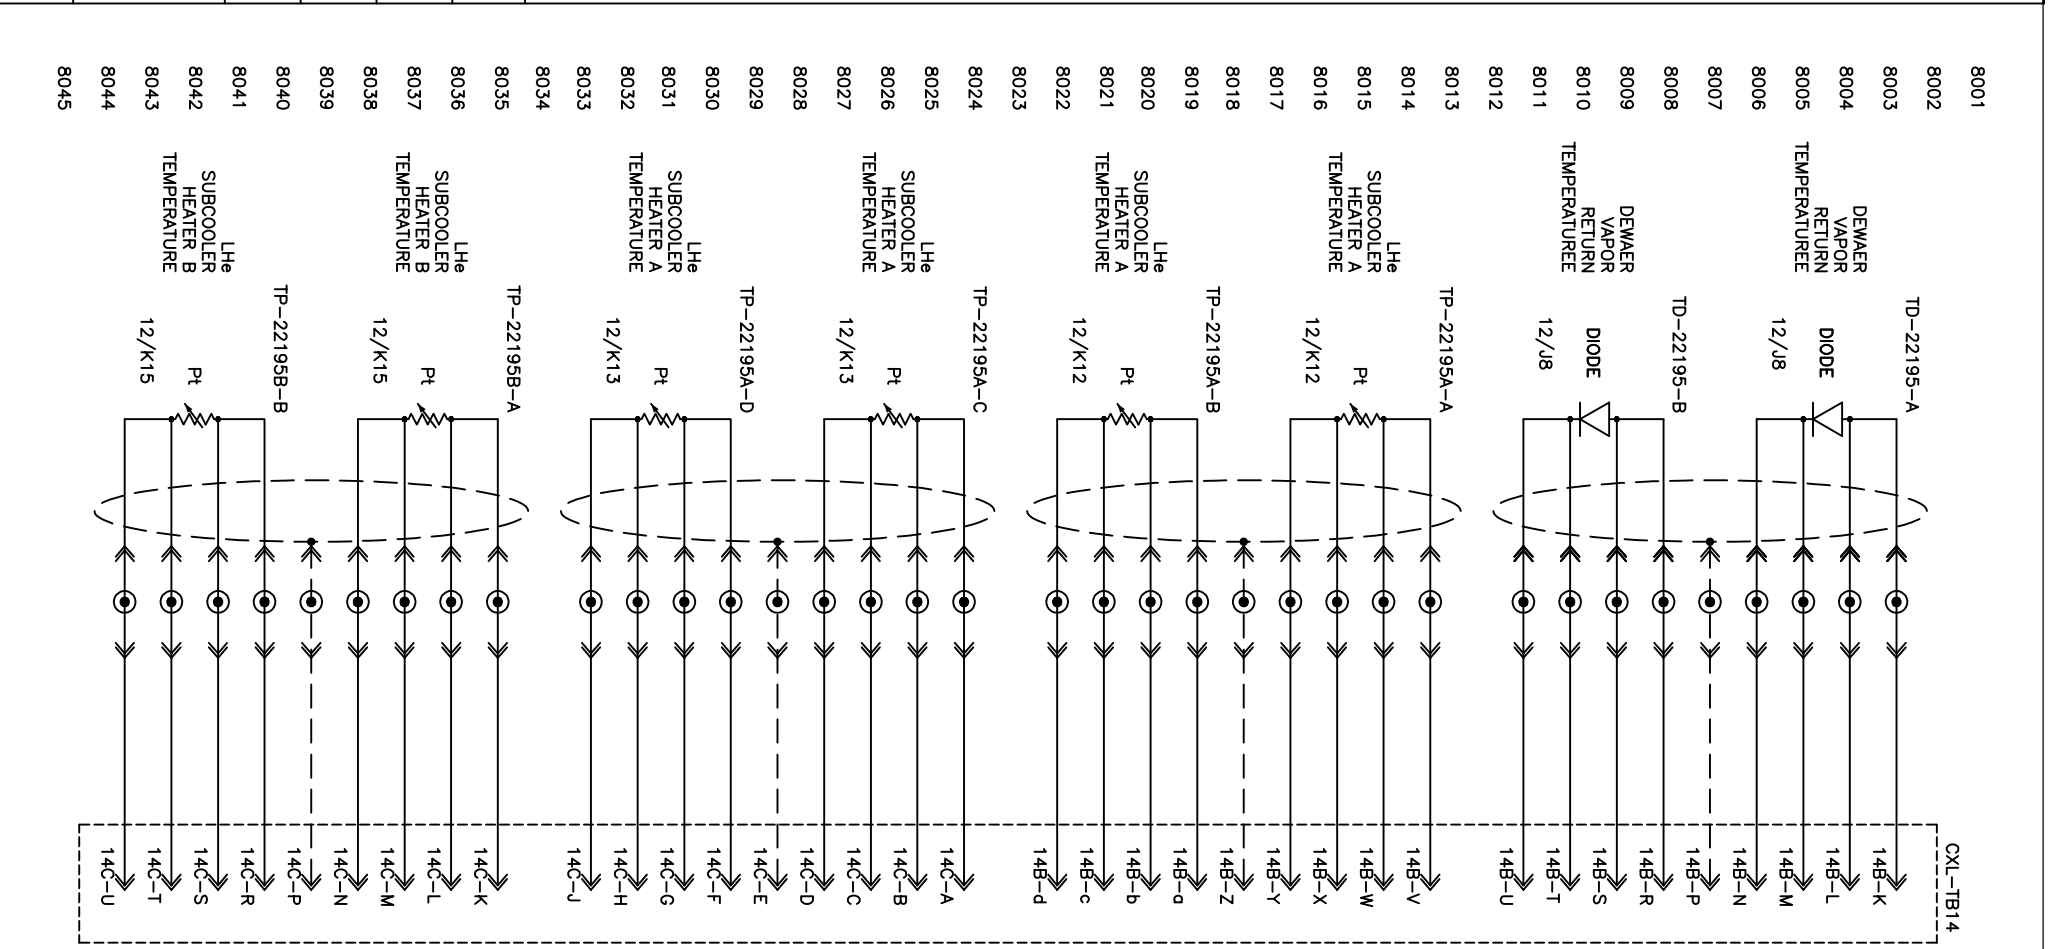 8001
8002
8003
8004
8005
8006
8007
8008
8009
8010
8011
8012
8013
8014
8015
8016
8017
8018
8019
8020
8021
8022
8023
8024
8025
8026
8027
8028
8029
8030
8031
8032
8033
8034
8035
8036
8037
8038
8039
8040
8041
8042
8043
8044
8045
DEWAER
VAPOR
RETURN
TEMPERATUREE
TD-22195-A
DIODE
12/J8
DEWAER
VAPOR
RETURN
TEMPERATUREE
TD-22195-B
DIODE
12/J8
LHe
SUBCOOLER
HEATER A
TEMPERATURE
TP-22195A-A
Pt
12/K12
LHe
SUBCOOLER
HEATER A
TEMPERATURE
TP-22195A-B
Pt
12/K12
LHe
SUBCOOLER
HEATER A
TEMPERATURE
TP-22195A-C
Pt
12/K13
LHe
SUBCOOLER
HEATER A
TEMPERATURE
TP-22195A-D
Pt
12/K13
LHe
SUBCOOLER
HEATER B
TEMPERATURE
TP-22195B-A
Pt
12/K15
LHe
SUBCOOLER
HEATER B
TEMPERATURE
TP-22195B-B
Pt
12/K15
CXL-TB14
14B-K
14B-L
14B-M
14B-N
14B-P
14B-R
14B-S
14B-T
14B-U
14B-V
14B-W
14B-X
14B-Y
14B-Z
14B-a
14B-b
14B-c
14B-d
14C-A
14C-B
14C-C
14C-D
14C-E
14C-F
14C-G
14C-H
14C-J
14C-K
14C-L
14C-M
14C-N
14C-P
14C-R
14C-S
14C-T
14C-U